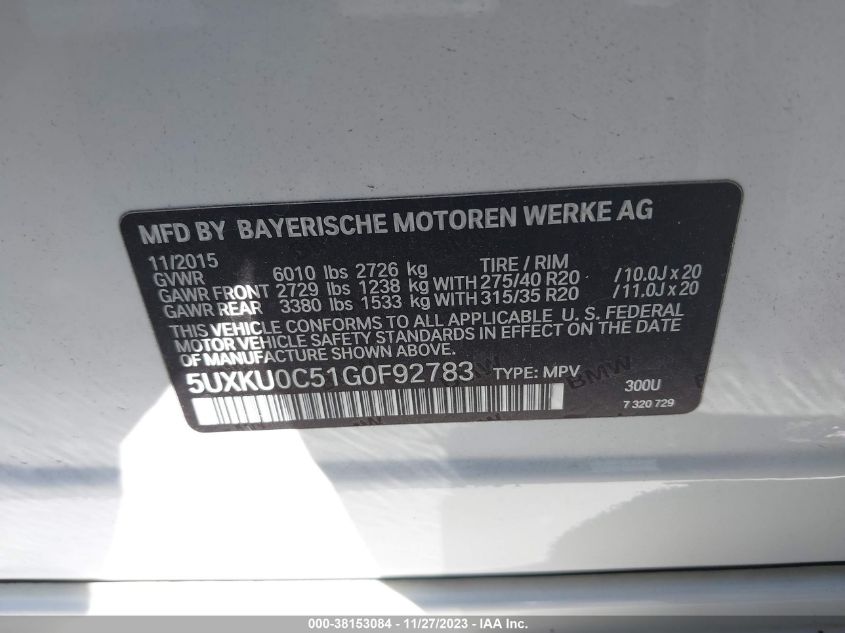 MFD BY BAYERISCHE MOTOREN WERKE AG
11/2015 TIRE / RIM
GVWR 6010 lbs 2726 kg
GAWR FRONT 2729 lbs 1238 kg WITH 275/40 R20 /10.0J x 20
GAWR REAR 3380 lbs 1533 kg WITH 315/35 R20 /11.0J x 20
THIS VEHICLE CONFORMS TO ALL APPLICABLE U. S. FEDERAL
MOTOR VEHICLE SAFETY STANDARDS IN EFFECT ON THE DATE
OF MANUFACTURE
5UXKU0C51G0F92783 TYPE: MPV
300U
7 320 729
BMW
000-38153084 - 11/27/2023 - IAA Inc.